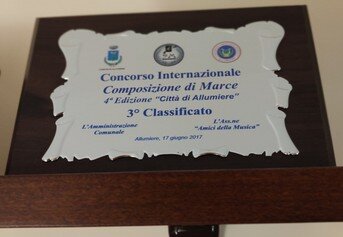 Concorso Internazionale
Composizione di Marce
4ª Edizione "Città di Allumiere"
3° Classificato
L'Amministrazione
Comunale
L'Ass.ne
"Amici della Musica"
Allumiere, 17 giugno 2017